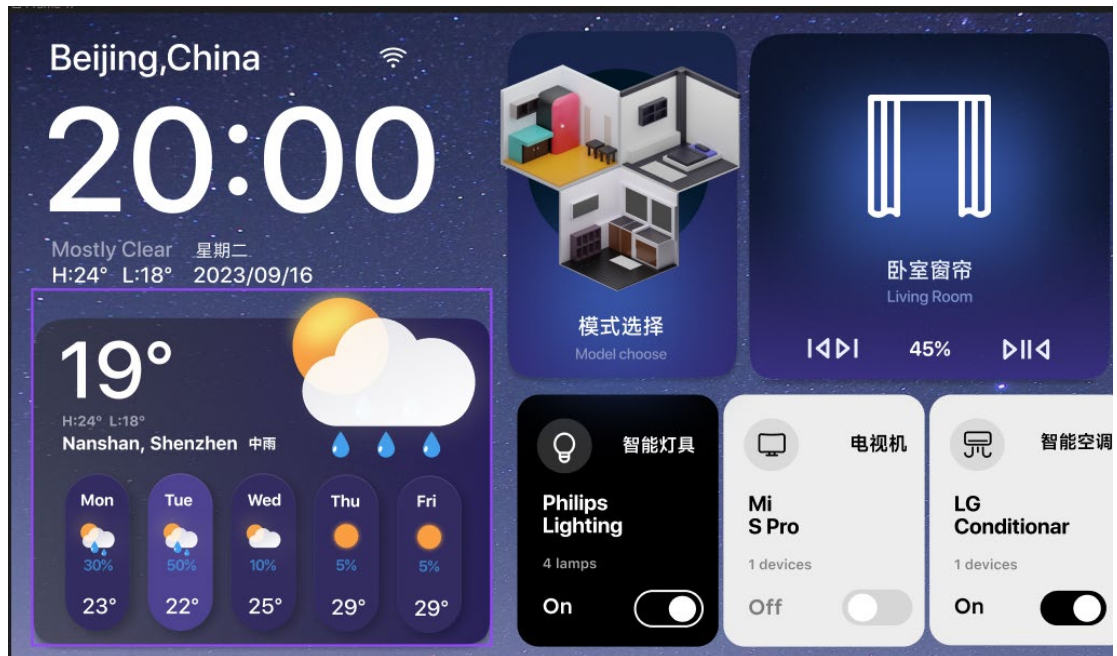 Beijing,China
20:00
Mostly Clear 星期二
H:24° L:18° 2023/09/16
19°
H:24° L:18°
Nanshan, Shenzhen 中雨
Mon Tue Wed Thu Fri
30% 50% 10% 5% 5%
23° 22° 25° 29° 29°
模式选择
Model choose
卧室窗帘
Living Room
45%
智能灯具
Philips
Lighting
4 lamps
On
电视机
Mi
S Pro
1 devices
Off
智能空调
LG
Conditionar
1 devices
On